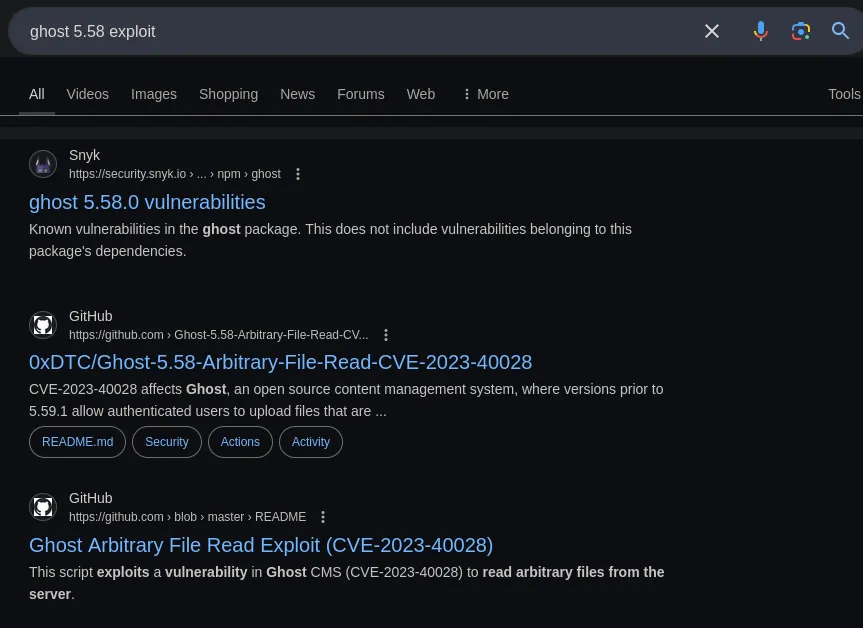 ghost 5.58 exploit
All Videos Images Shopping News Forums Web More Tools
Snyk
https://security.snyk.io › ... › npm › ghost
ghost 5.58.0 vulnerabilities
Known vulnerabilities in the ghost package. This does not include vulnerabilities belonging to this
package's dependencies.
GitHub
https://github.com › Ghost-5.58-Arbitrary-File-Read-CV...
0xDTC/Ghost-5.58-Arbitrary-File-Read-CVE-2023-40028
CVE-2023-40028 affects Ghost, an open source content management system, where versions prior to
5.59.1 allow authenticated users to upload files that are ...
README.md Security Actions Activity
GitHub
https://github.com › blob › master › README
Ghost Arbitrary File Read Exploit (CVE-2023-40028)
This script exploits a vulnerability in Ghost CMS (CVE-2023-40028) to read arbitrary files from the
server.